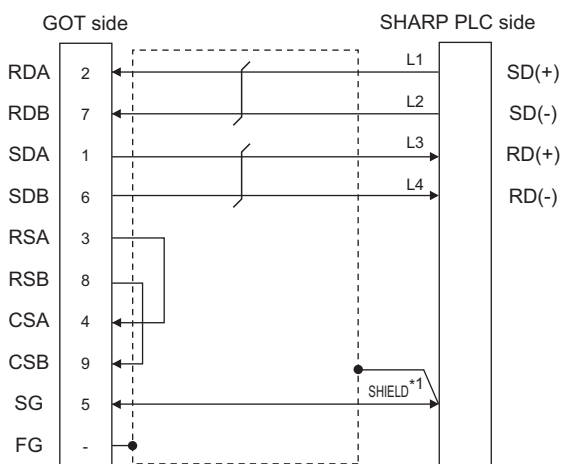 GOT side SHARP PLC side
RDA 2 L1 SD(+)
RDB 7 L2 SD(-)
SDA 1 L3 RD(+)
SDB 6 L4 RD(-)
RSA 3
RSB 8
CSA 4
CSB 9
SHIELD*1
SG 5
FG -